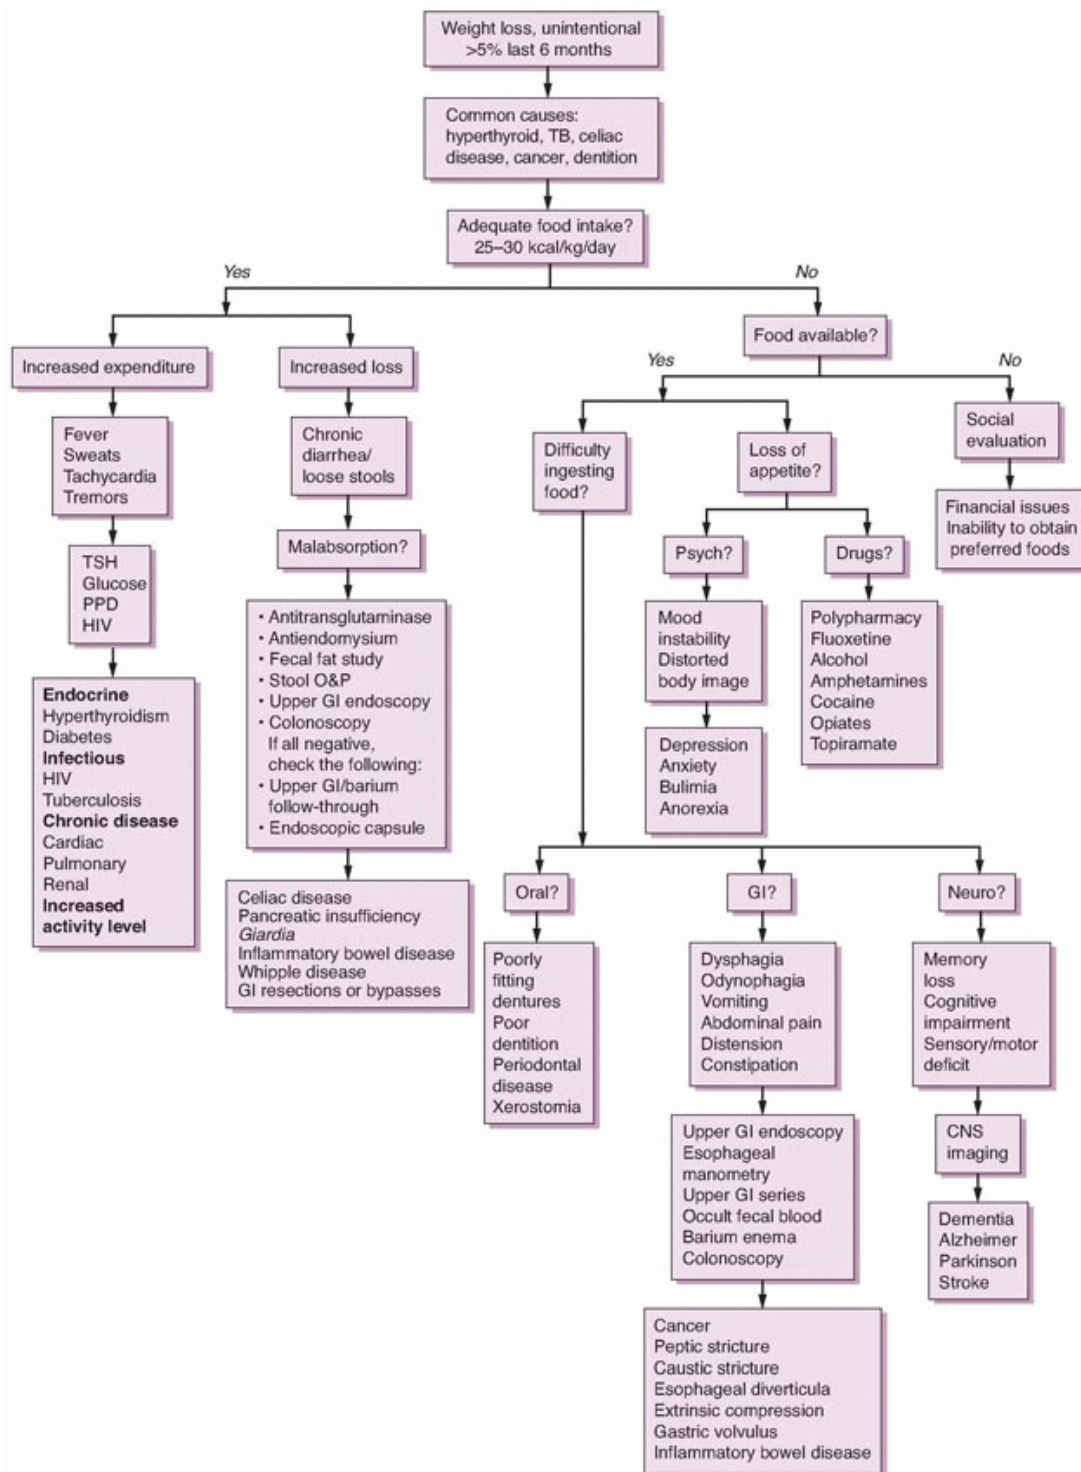 Weight loss, unintentional
>5% last 6 months
Common causes:
hyperthyroid, TB, celiac
disease, cancer, dentition
Adequate food intake?
25–30 kcal/kg/day
Yes
No
Increased expenditure
Fever
Sweats
Tachycardia
Tremors
TSH
Glucose
PPD
HIV
Endocrine
Hyperthyroidism
Diabetes
Infectious
HIV
Tuberculosis
Chronic disease
Cardiac
Pulmonary
Renal
Increased
activity level
Increased loss
Chronic
diarrhea/
loose stools
Malabsorption?
• Antitransglutaminase
• Antiendomysium
• Fecal fat study
• Stool O&P
• Upper GI endoscopy
• Colonoscopy
If all negative,
check the following:
• Upper GI/barium
follow-through
• Endoscopic capsule
Celiac disease
Pancreatic insufficiency
Giardia
Inflammatory bowel disease
Whipple disease
GI resections or bypasses
Food available?
Yes
No
Difficulty
ingesting
food?
Loss of
appetite?
Psych?
Mood
instability
Distorted
body image
Depression
Anxiety
Bulimia
Anorexia
Drugs?
Polypharmacy
Fluoxetine
Alcohol
Amphetamines
Cocaine
Opiates
Topiramate
Social
evaluation
Financial issues
Inability to obtain
preferred foods
Oral?
Poorly
fitting
dentures
Poor
dentition
Periodontal
disease
Xerostomia
GI?
Dysphagia
Odynophagia
Vomiting
Abdominal pain
Distension
Constipation
Upper GI endoscopy
Esophageal
manometry
Upper GI series
Occult fecal blood
Barium enema
Colonoscopy
Cancer
Peptic stricture
Caustic stricture
Esophageal diverticula
Extrinsic compression
Gastric volvulus
Inflammatory bowel disease
Neuro?
Memory
loss
Cognitive
impairment
Sensory/motor
deficit
CNS
imaging
Dementia
Alzheimer
Parkinson
Stroke